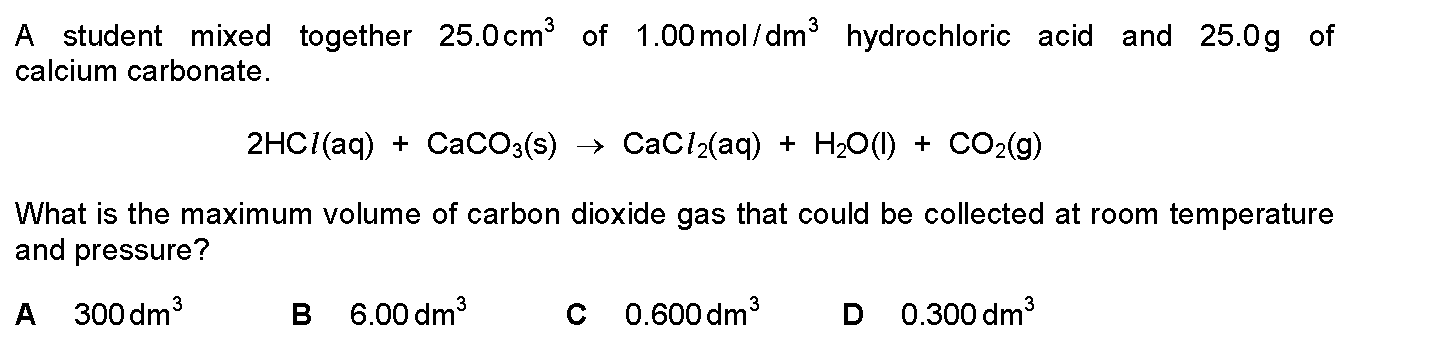 A student mixed together 25.0 cm³ of 1.00 mol/dm³ hydrochloric acid and 25.0 g of
calcium carbonate.
2HCl(aq) + CaCO₃(s) → CaCl₂(aq) + H₂O(l) + CO₂(g)
What is the maximum volume of carbon dioxide gas that could be collected at room temperature
and pressure?
A 300 dm³ B 6.00 dm³ C 0.600 dm³ D 0.300 dm³